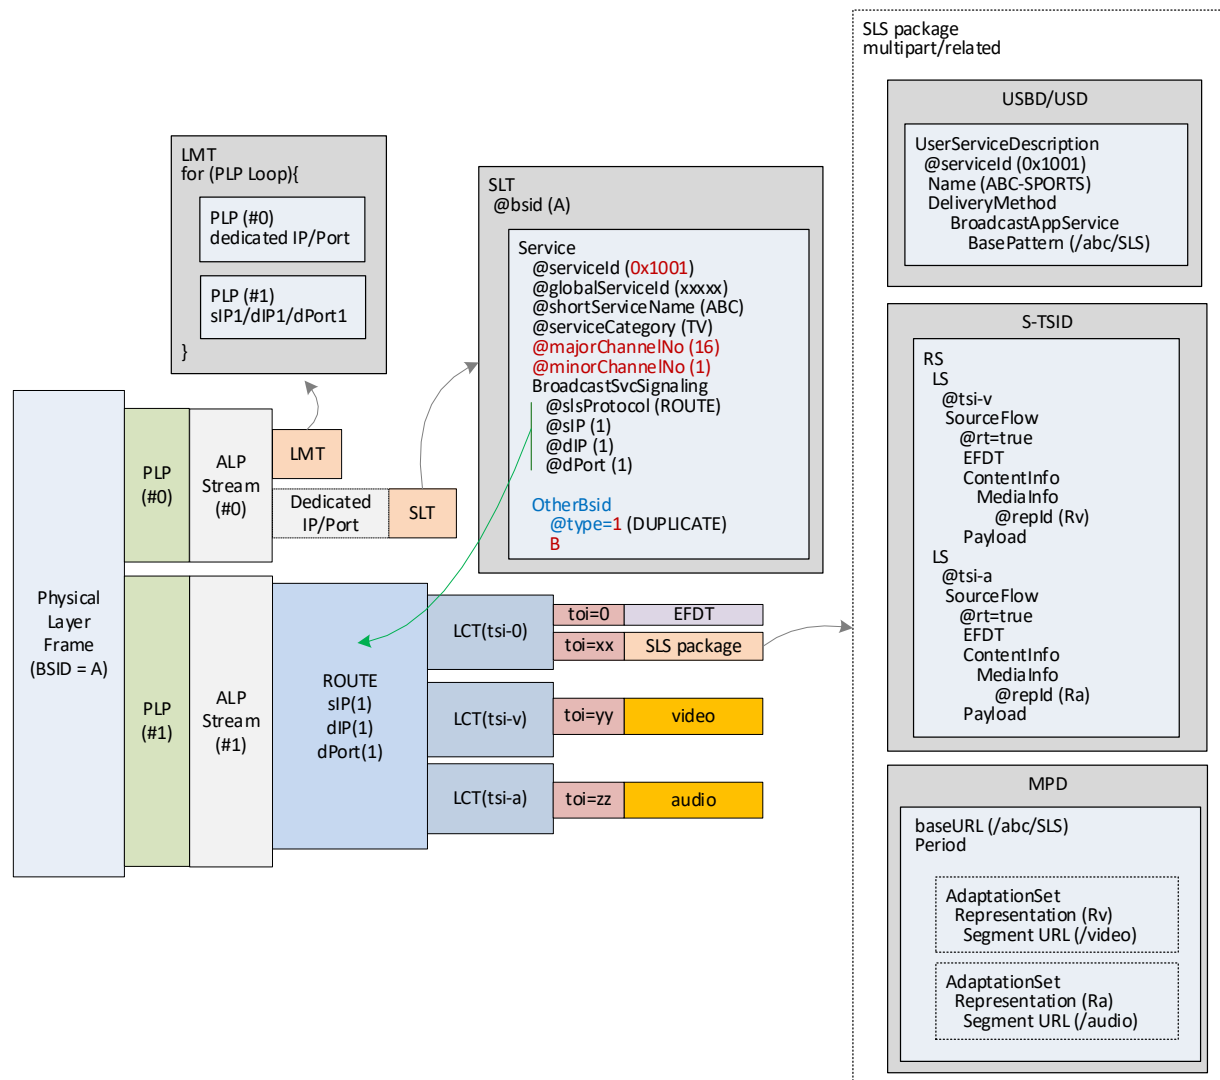 SLS package
multipart/related
USBD/USD
UserServiceDescription
@serviceId (0x1001)
Name (ABC-SPORTS)
DeliveryMethod
BroadcastAppService
BasePattern (/abc/SLS)
LMT
for (PLP Loop){
PLP (#0)
dedicated IP/Port
PLP (#1)
sIP1/dIP1/dPort1
}
SLT
@bsid (A)
Service
@serviceId (0x1001)
@globalServiceId (xxxxx)
@shortServiceName (ABC)
@serviceCategory (TV)
@majorChannelNo (16)
@minorChannelNo (1)
BroadcastSvcSignaling
@slsProtocol (ROUTE)
@sIP (1)
@dIP (1)
@dPort (1)
OtherBsid
@type=1 (DUPLICATE)
B
S-TSID
RS
LS
@tsi-v
SourceFlow
@rt=true
EFDT
ContentInfo
MediaInfo
@repId (Rv)
Payload
LS
@tsi-a
SourceFlow
@rt=true
EFDT
ContentInfo
MediaInfo
@repId (Ra)
Payload
Physical
Layer
Frame
(BSID = A)
PLP
(#0)
ALP
Stream
(#0)
LMT
Dedicated
IP/Port
SLT
PLP
(#1)
ALP
Stream
(#1)
ROUTE
sIP(1)
dIP(1)
dPort(1)
LCT(tsi-0)
toi=0
EFDT
toi=xx
SLS package
LCT(tsi-v)
toi=yy
video
LCT(tsi-a)
toi=zz
audio
MPD
baseURL (/abc/SLS)
Period
AdaptationSet
Representation (Rv)
Segment URL (/video)
AdaptationSet
Representation (Ra)
Segment URL (/audio)